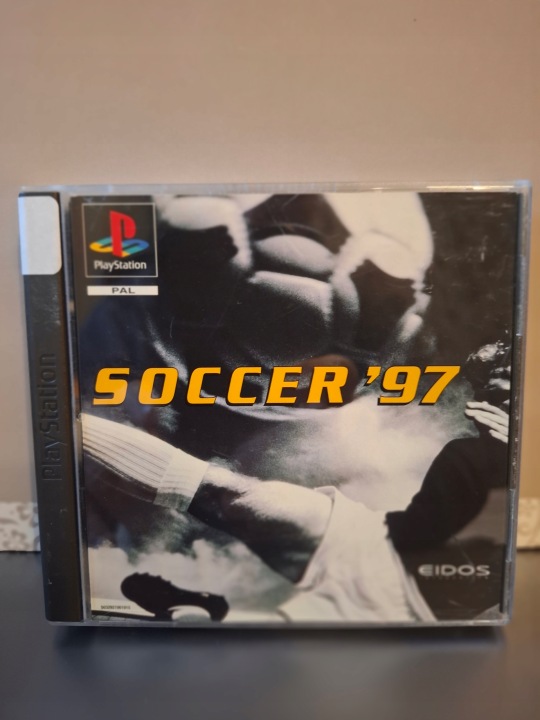 PlayStation
PAL
SOCCER '97
PlayStation
EIDOS